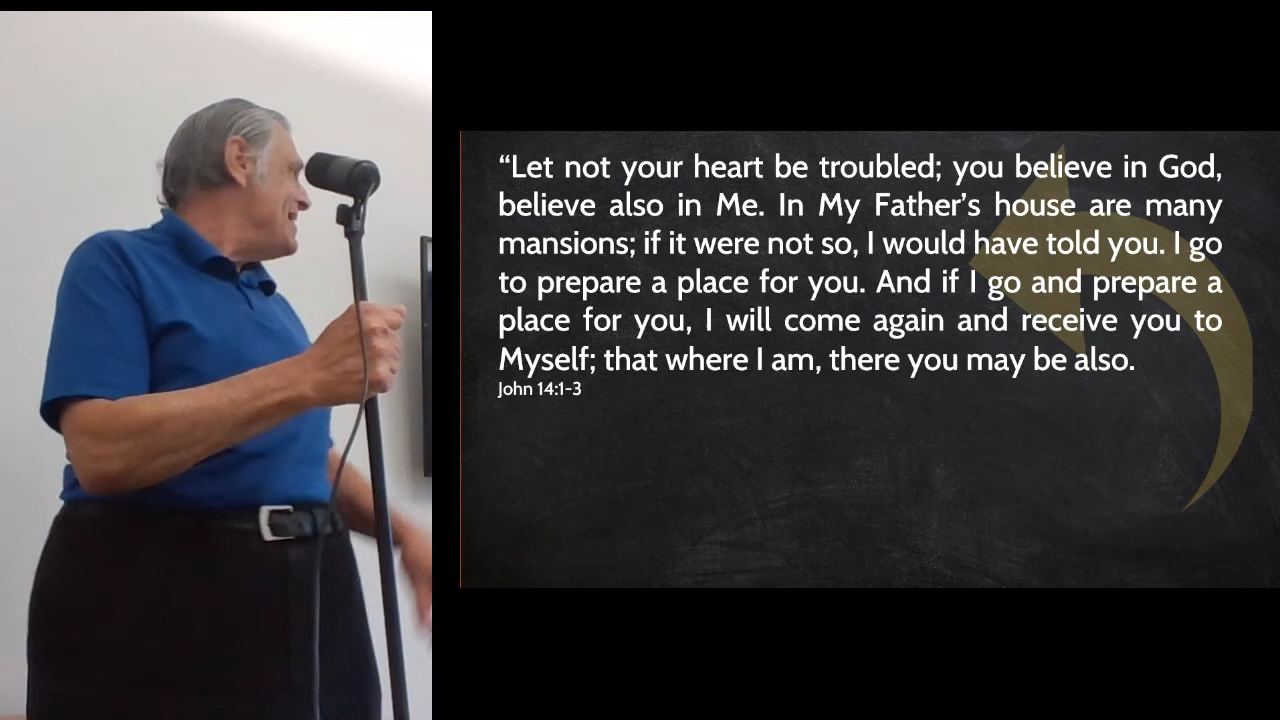 “Let not your heart be troubled; you believe in God,
believe also in Me. In My Father’s house are many
mansions; if it were not so, I would have told you. I go
to prepare a place for you. And if I go and prepare a
place for you, I will come again and receive you to
Myself; that where I am, there you may be also.
John 14:1-3